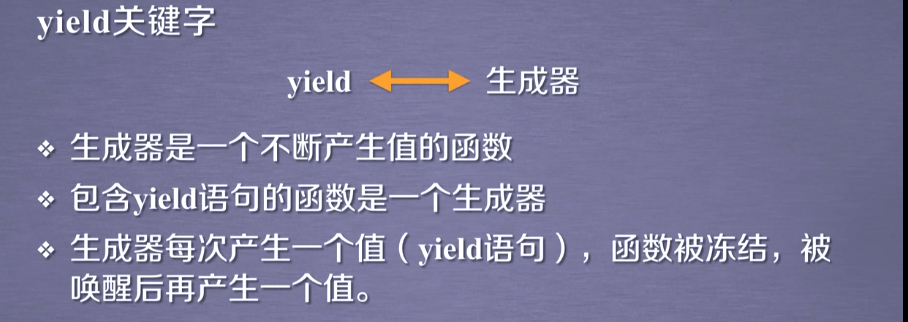 yield关键字
yield 生成器
生成器是一个不断产生值的函数
包含yield语句的函数是一个生成器
生成器每次产生一个值（yield语句），函数被冻结，被
唤醒后再产生一个值。